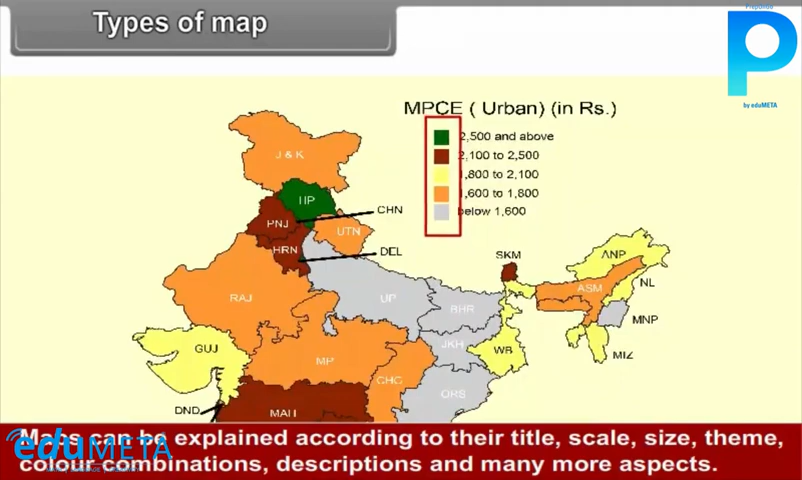 Types of map
Prepondo
by eduMETA
MPCE ( Urban) (in Rs.)
2,500 and above
2,100 to 2,500
1,800 to 2,100
1,600 to 1,800
below 1,600
J & K
HP
CHN
PNJ
UTN
HRN
DEL
SKM
ANP
NL
ASM
MNP
MIZ
RAJ
UP
BHR
JKH
WB
GUJ
MP
CHG
ORS
DND
MAH
Maps can be explained according to their title, scale, size, theme,
colour combinations, descriptions and many more aspects.
eduMETA